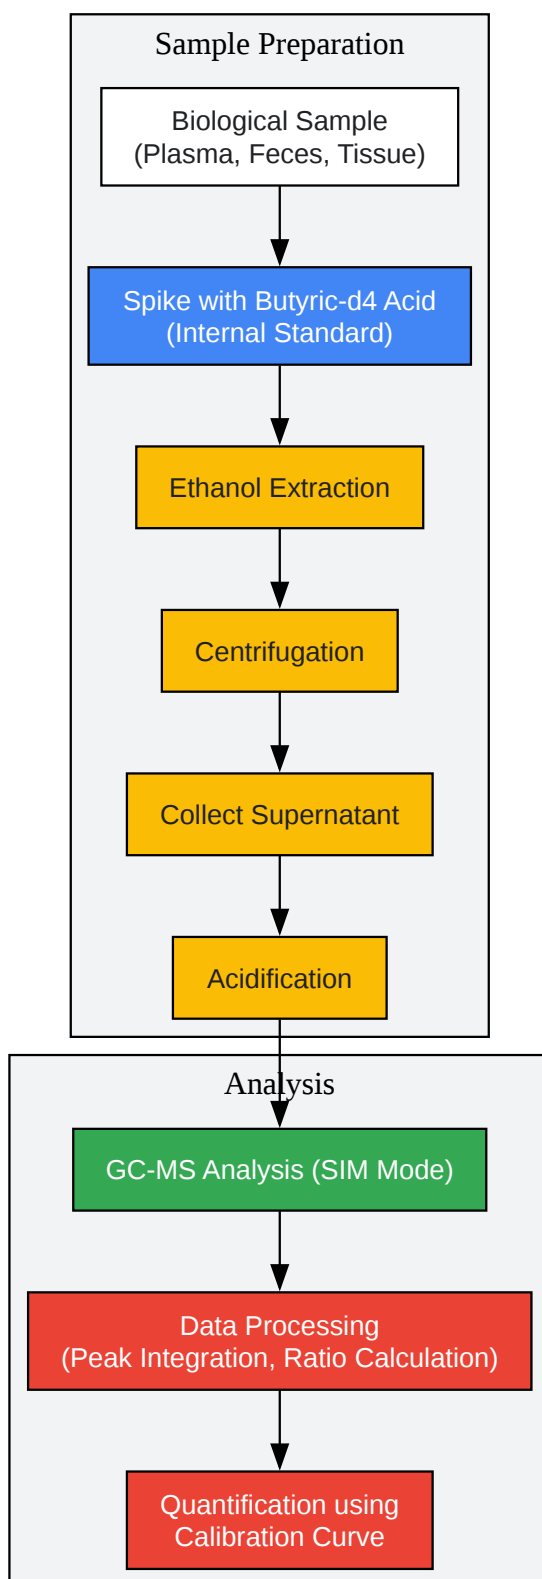 Sample Preparation
Biological Sample
(Plasma, Feces, Tissue)
Spike with Butyric-d4 Acid
(Internal Standard)
Ethanol Extraction
Centrifugation
Collect Supernatant
Acidification
Analysis
GC-MS Analysis (SIM Mode)
Data Processing
(Peak Integration, Ratio Calculation)
Quantification using
Calibration Curve